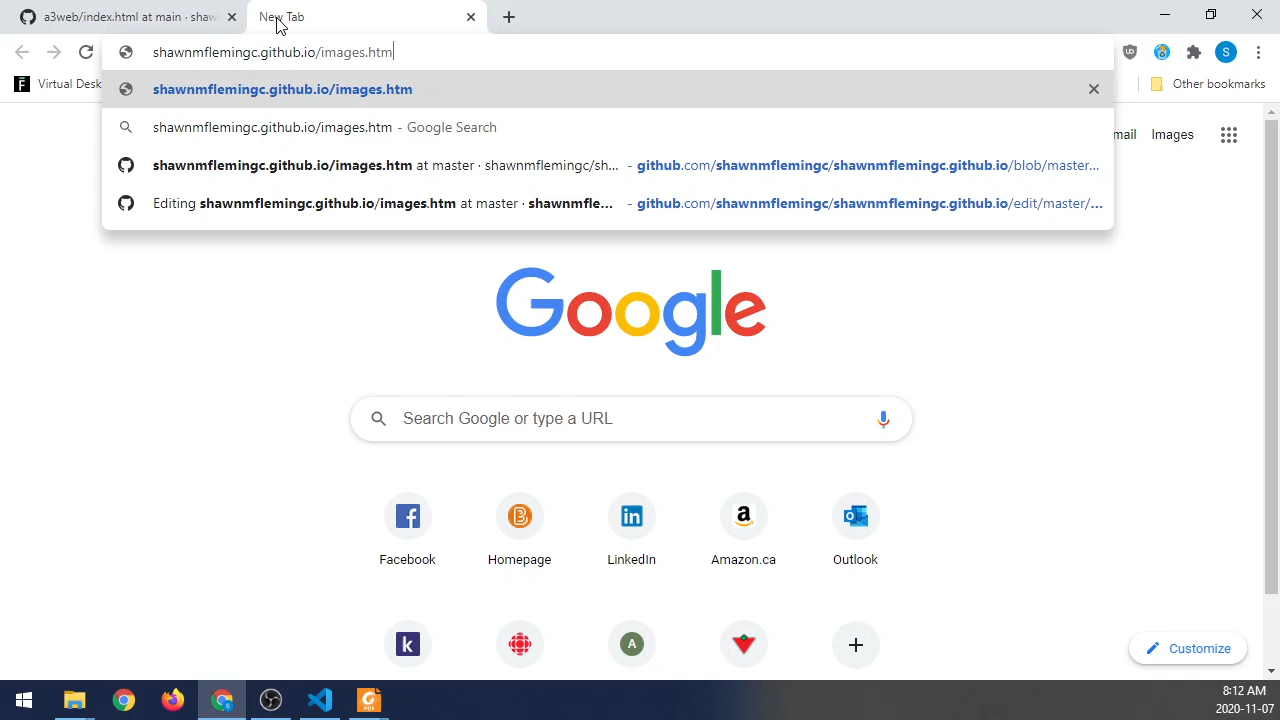 a3web/index.html at main · shaw
New Tab
shawnmflemingc.github.io/images.htm
S
Virtual Desk
Other bookmarks
shawnmflemingc.github.io/images.htm
shawnmflemingc.github.io/images.htm - Google Search
shawnmflemingc.github.io/images.htm at master · shawnmflemingc/sh... - github.com/shawnmflemingc/shawnmflemingc.github.io/blob/master...
Editing shawnmflemingc.github.io/images.htm at master · shawnmfle... - github.com/shawnmflemingc/shawnmflemingc.github.io/edit/master/...
mail Images
Google
Search Google or type a URL
Facebook
Homepage
LinkedIn
Amazon.ca
Outlook
k
A
Customize
8:12 AM
2020-11-07